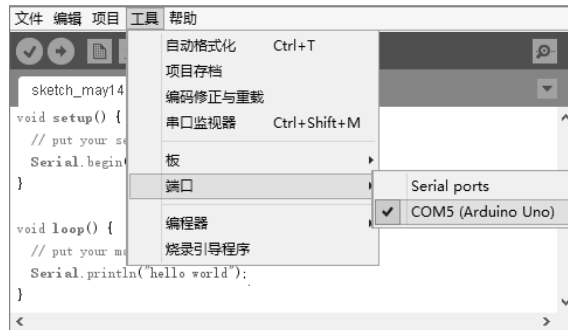 文件 编辑 项目 工具 帮助
自动格式化 Ctrl+T
项目存档
sketch_may14
编码修正与重载
void setup() {
串口监视器 Ctrl+Shift+M
// put your se
Serial.begin(
板
}
端口
Serial ports
COM5 (Arduino Uno)
编程器
void loop() {
烧录引导程序
// put your ma
Serial.println("hello world");
}